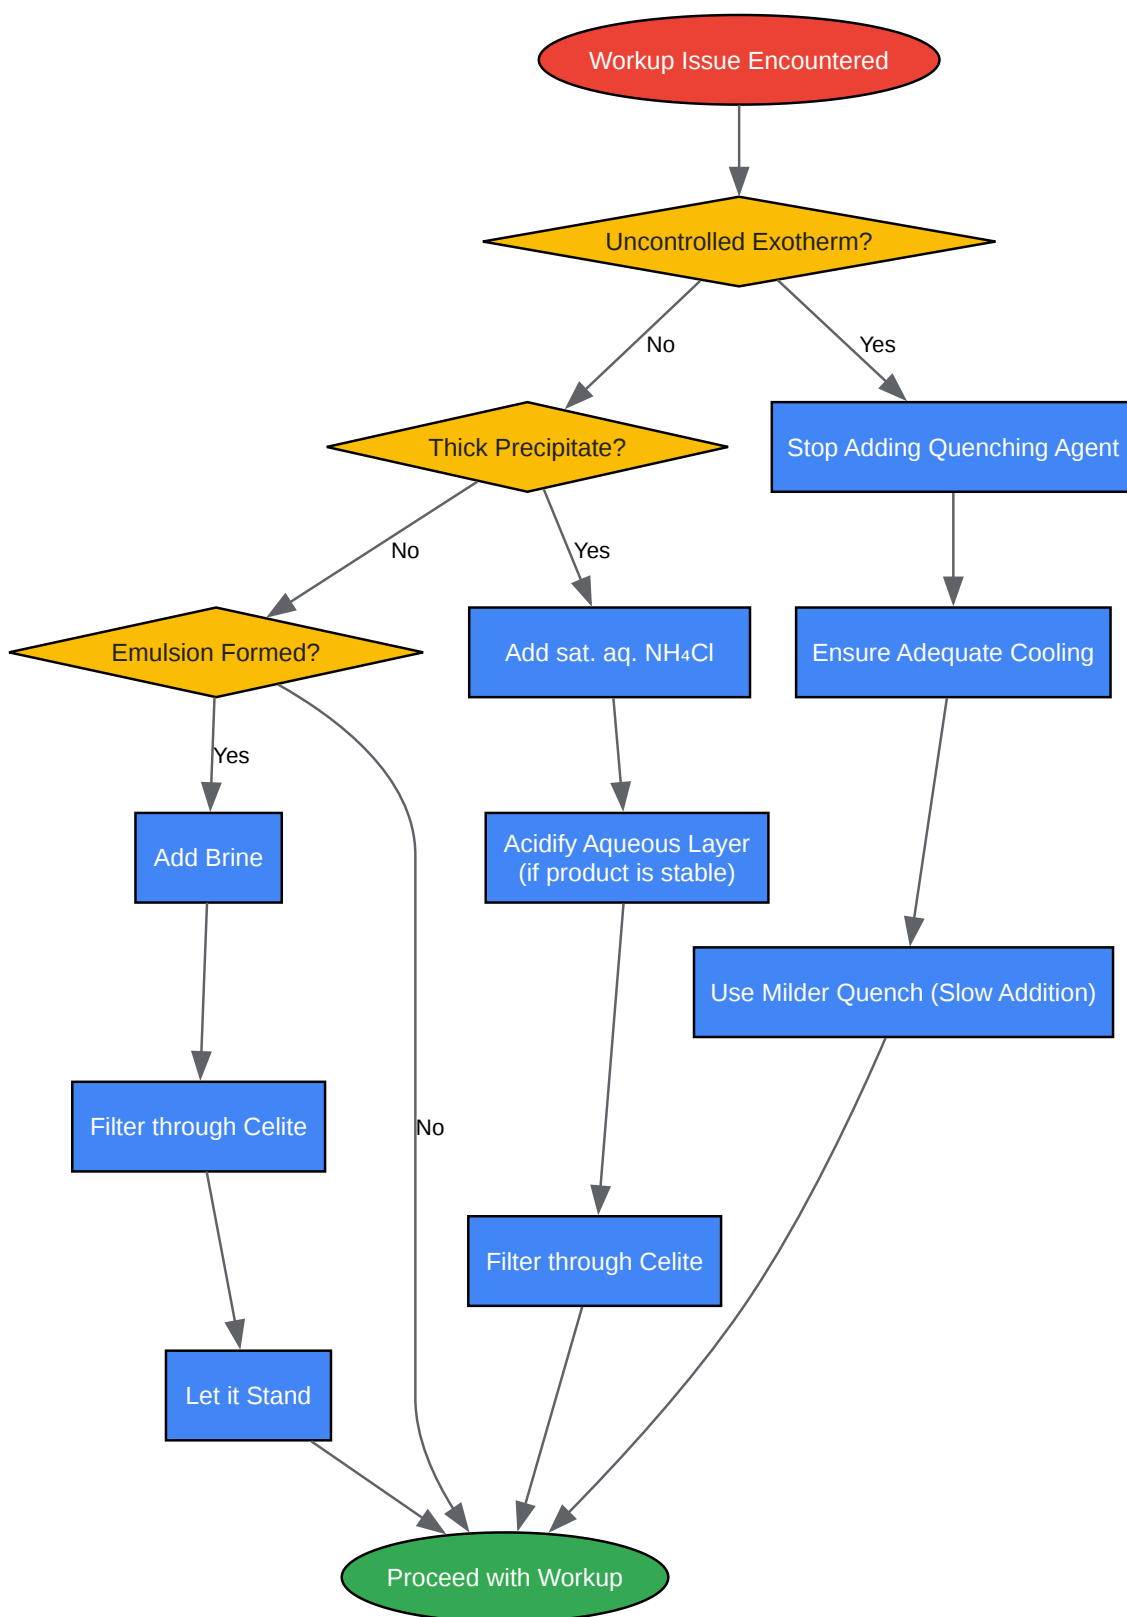 Workup Issue Encountered
Uncontrolled Exotherm?
No
Yes
Thick Precipitate?
Stop Adding Quenching Agent
No
Yes
Emulsion Formed?
Add sat. aq. NH₄Cl
Ensure Adequate Cooling
Yes
Add Brine
Acidify Aqueous Layer
(if product is stable)
Use Milder Quench (Slow Addition)
Filter through Celite
No
Filter through Celite
Let it Stand
Proceed with Workup